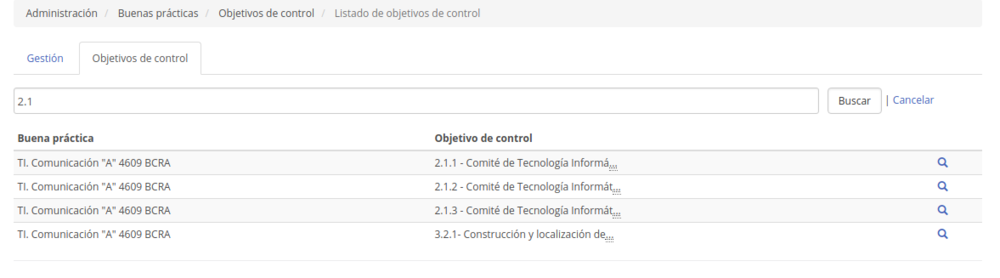 Administración / Buenas prácticas / Objetivos de control / Listado de objetivos de control
Gestión Objetivos de control
2.1 Buscar | Cancelar
Buena práctica Objetivo de control
TI. Comunicación "A" 4609 BCRA 2.1.1 - Comité de Tecnología Informá...
TI. Comunicación "A" 4609 BCRA 2.1.2 - Comité de Tecnología Informát...
TI. Comunicación "A" 4609 BCRA 2.1.3 - Comité de Tecnología Informát...
TI. Comunicación "A" 4609 BCRA 3.2.1- Construcción y localización de...